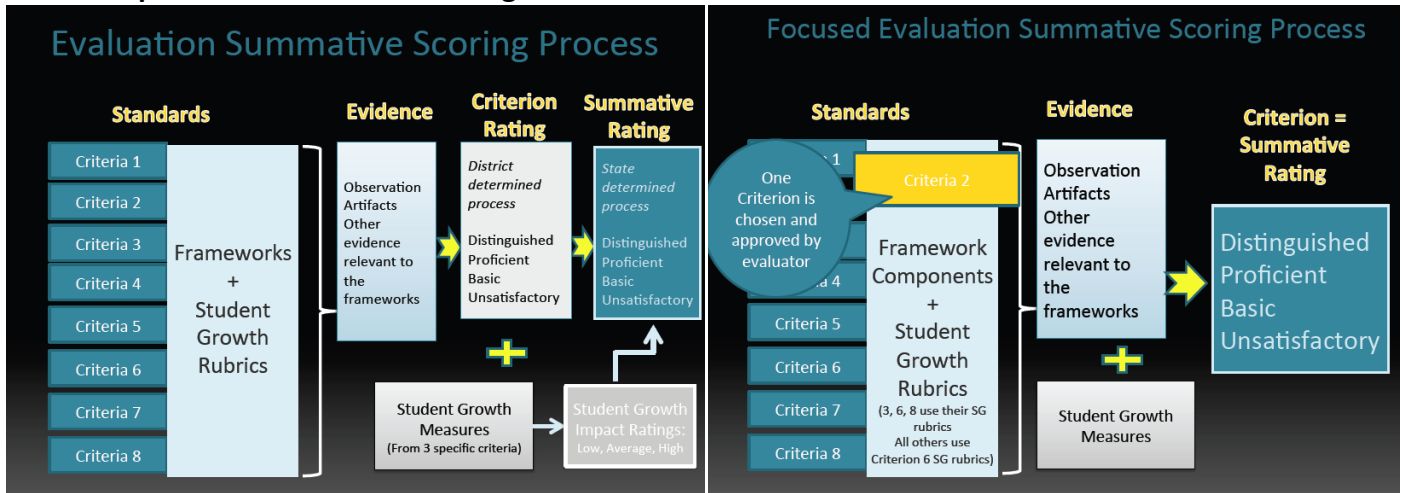 Evaluation Summative Scoring Process
Standards
Evidence
Criterion
Rating
Summative
Rating
Criteria 1
Criteria 2
Criteria 3
Criteria 4
Criteria 5
Criteria 6
Criteria 7
Criteria 8
Frameworks
+
Student
Growth
Rubrics
Observation
Artifacts
Other
evidence
relevant to
the
frameworks
District
determined
process
Distinguished
Proficient
Basic
Unsatisfactory
State
determined
process
Distinguished
Proficient
Basic
Unsatisfactory
Student Growth
Measures
(From 3 specific criteria)
Student Growth
Impact Ratings:
Low, Average, High
Focused Evaluation Summative Scoring Process
Standards
Evidence
Criterion =
Summative
Rating
1
Criteria 2
One
Criterion is
chosen and
approved by
evaluator
4
Criteria 5
Criteria 6
Criteria 7
Criteria 8
Framework
Components
+
Student
Growth
Rubrics
(3, 6, 8 use their SG
rubrics
All others use
Criterion 6 SG rubrics)
Observation
Artifacts
Other
evidence
relevant to
the
frameworks
Student Growth
Measures
Distinguished
Proficient
Basic
Unsatisfactory